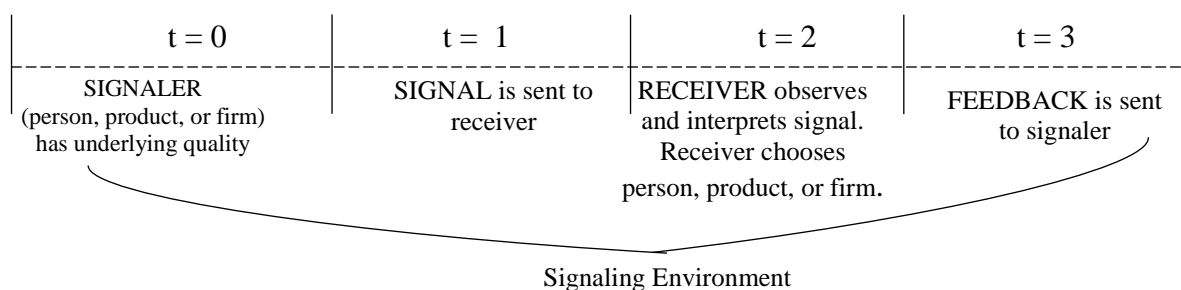 t = 0
t = 1
t = 2
t = 3
SIGNALER
(person, product, or firm)
has underlying quality
SIGNAL is sent to
receiver
RECEIVER observes
and interprets signal.
Receiver chooses
person, product, or firm.
FEEDBACK is sent
to signaler
Signaling Environment